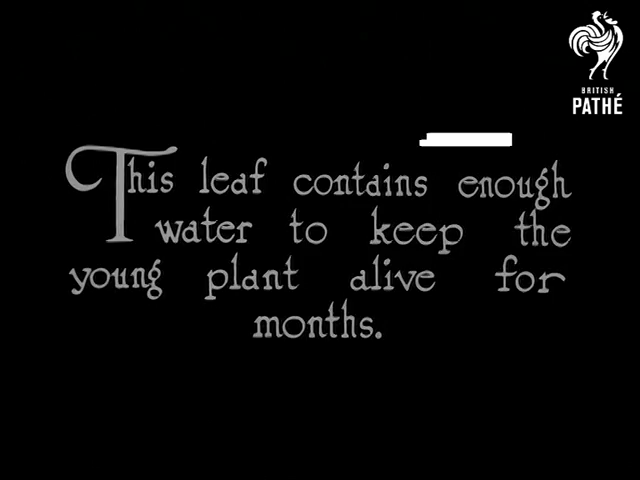 BRITISH
PATHÉ
This leaf contains enough
water to keep the
young plant alive for
months.